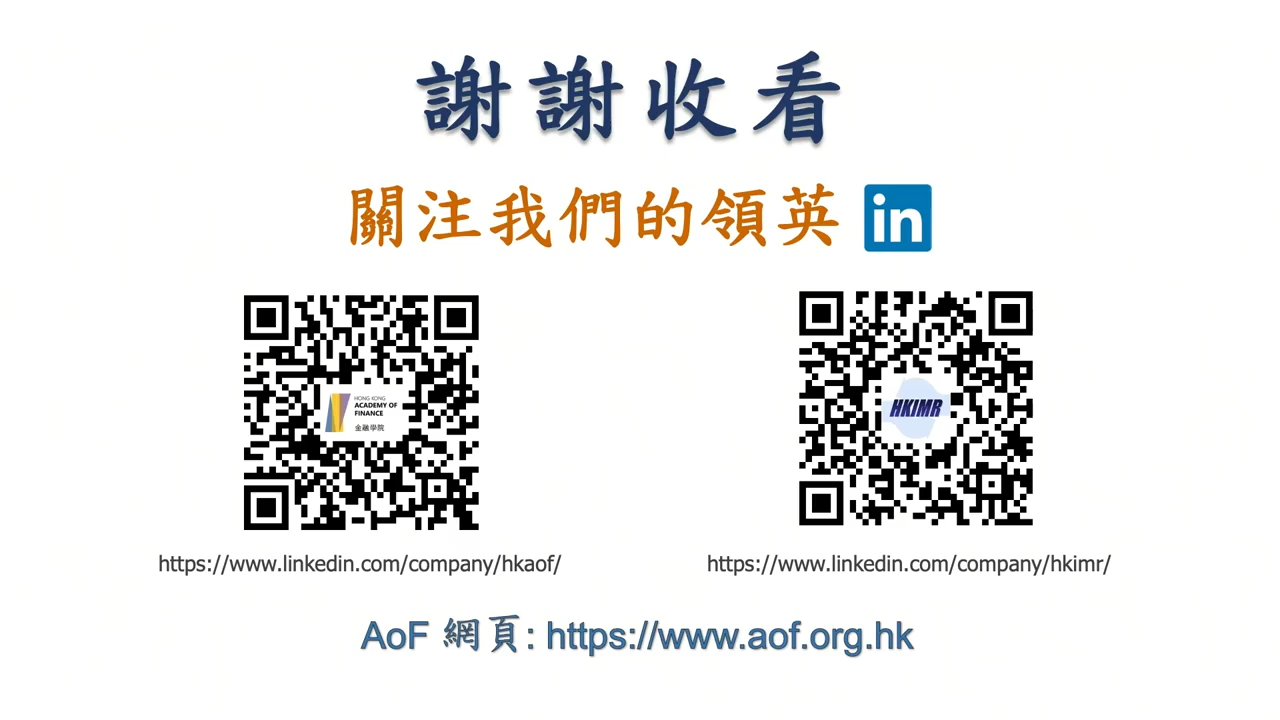 謝謝收看
關注我們的領英 in
HONG KONG
ACADEMY OF
FINANCE
金融學院
HKIMR
https://www.linkedin.com/company/hkaof/
https://www.linkedin.com/company/hkimr/
AoF 網頁: https://www.aof.org.hk